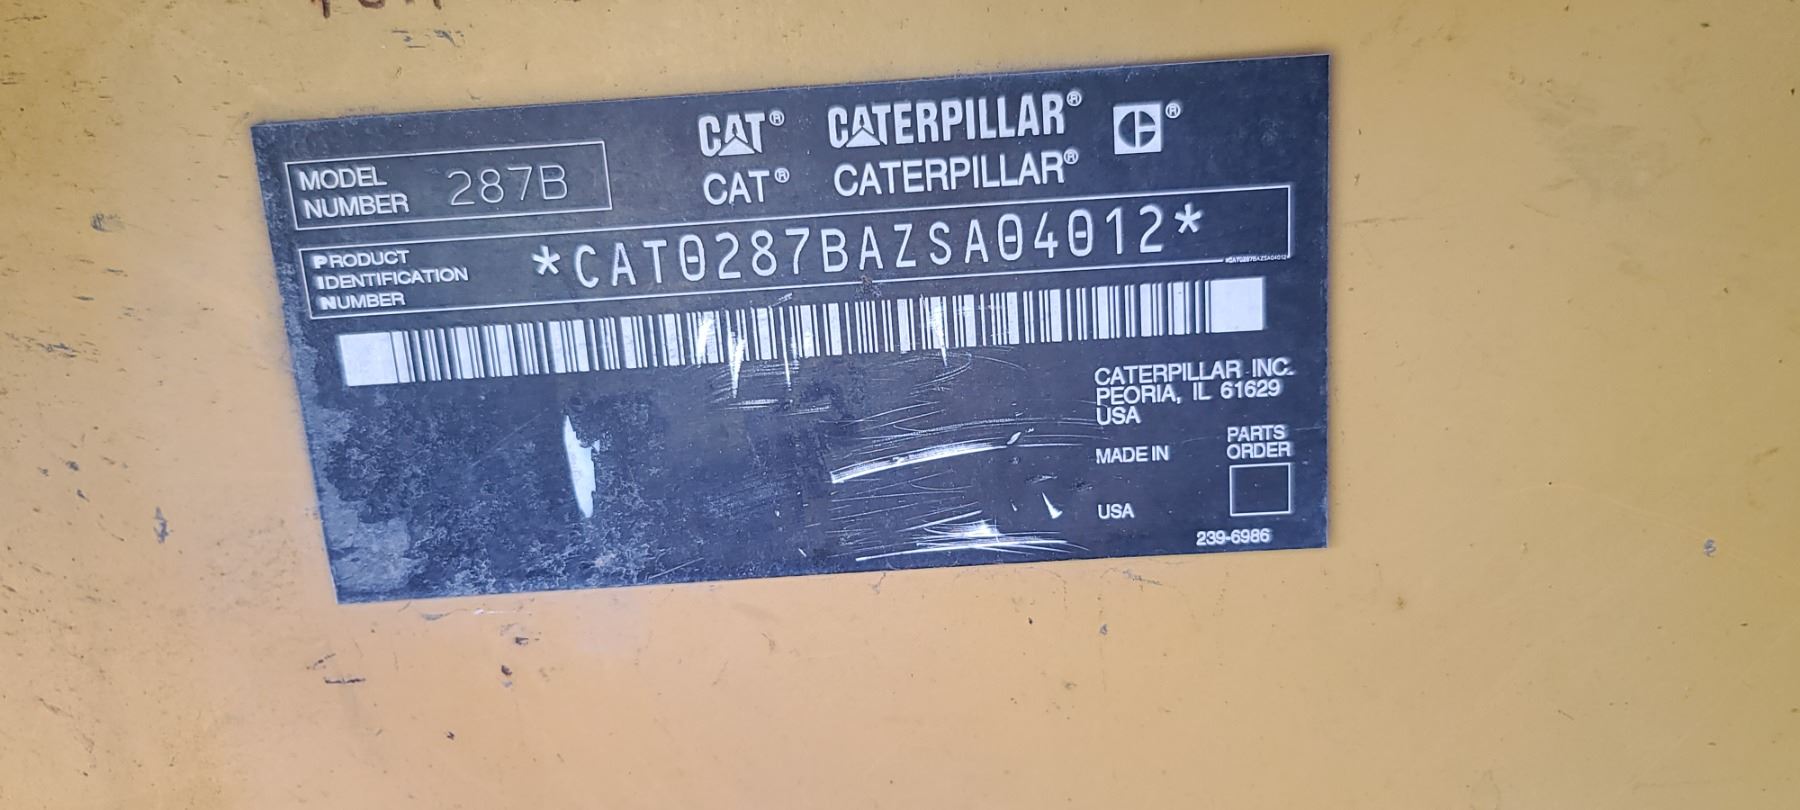 CAT® CATERPILLAR® ®
CAT® CATERPILLAR®
MODEL
NUMBER 287B
PRODUCT
IDENTIFICATION
NUMBER
*CAT0287BAZSA04012*
*CAT0287BAZSA04012
CATERPILLAR INC.
PEORIA, IL 61629
USA
MADE IN
USA
PARTS
ORDER
239-6986